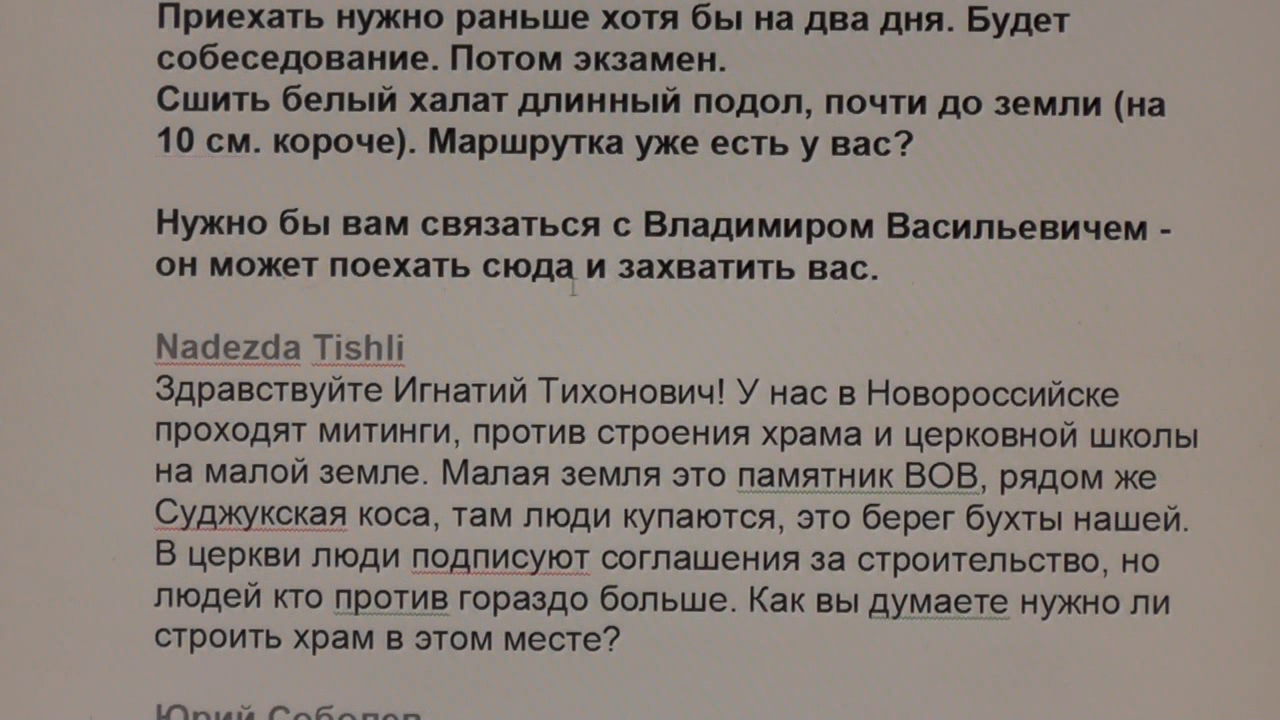 Приехать нужно раньше хотя бы на два дня. Будет
собеседование. Потом экзамен.
Сшить белый халат длинный подол, почти до земли (на
10 см. короче). Маршрутка уже есть у вас?
Нужно бы вам связаться с Владимиром Васильевичем -
он может поехать сюда и захватить вас.
Nadezda Tishli
Здравствуйте Игнатий Тихонович! У нас в Новороссийске
проходят митинги, против строения храма и церковной школы
на малой земле. Малая земля это памятник ВОВ, рядом же
Суджукская коса, там люди купаются, это берег бухты нашей.
В церкви люди подписуют соглашения за строительство, но
людей кто против гораздо больше. Как вы думаете нужно ли
строить храм в этом месте?
Юрий Соболев